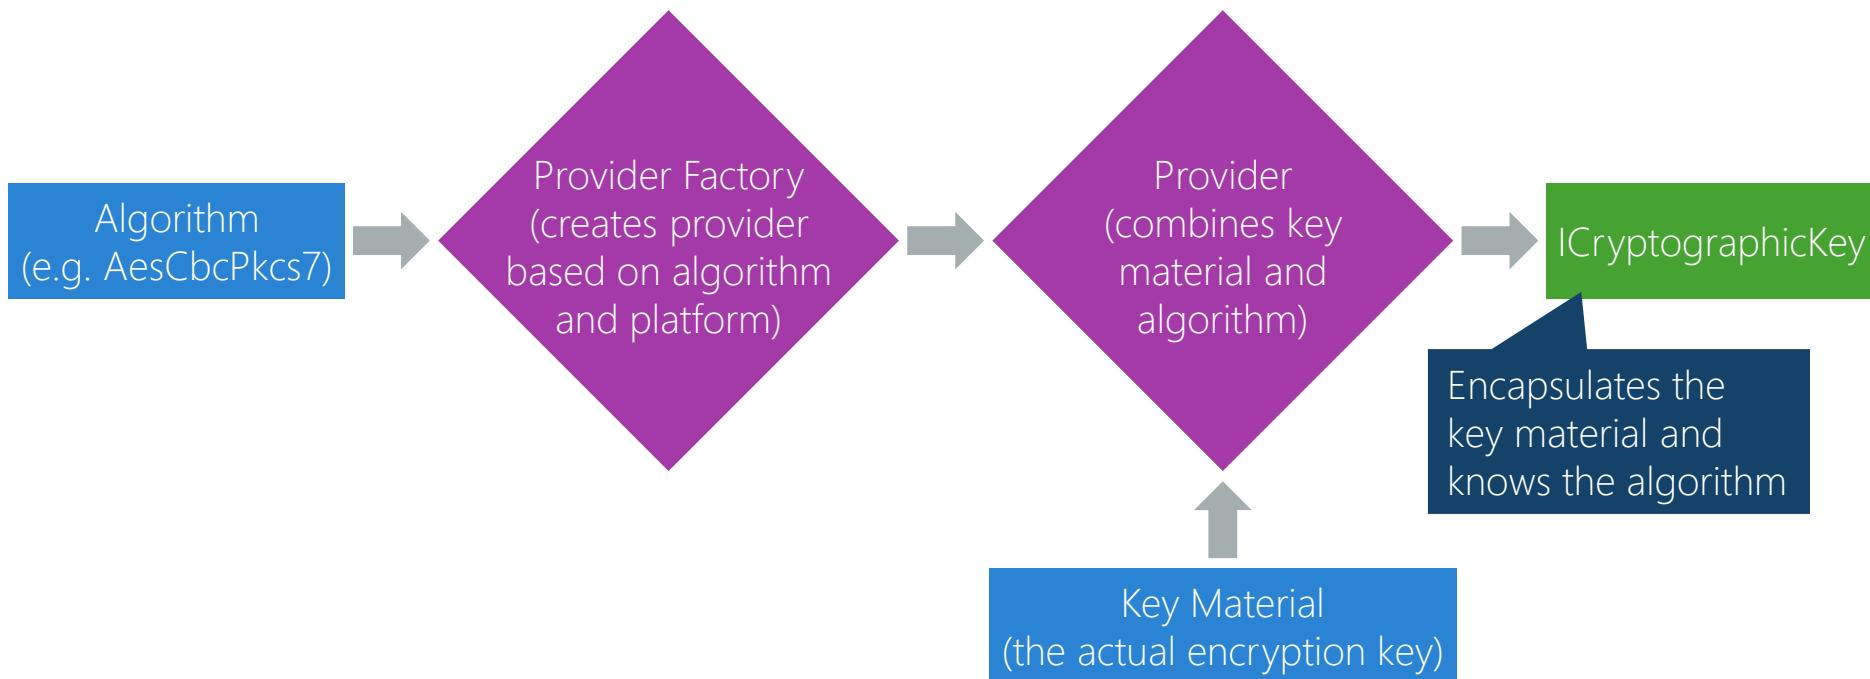 Algorithm
(e.g. AesCbcPkcs7)
Provider Factory
(creates provider
based on algorithm
and platform)
Provider
(combines key
material and
algorithm)
ICryptographicKey
Encapsulates the
key material and
knows the algorithm
Key Material
(the actual encryption key)